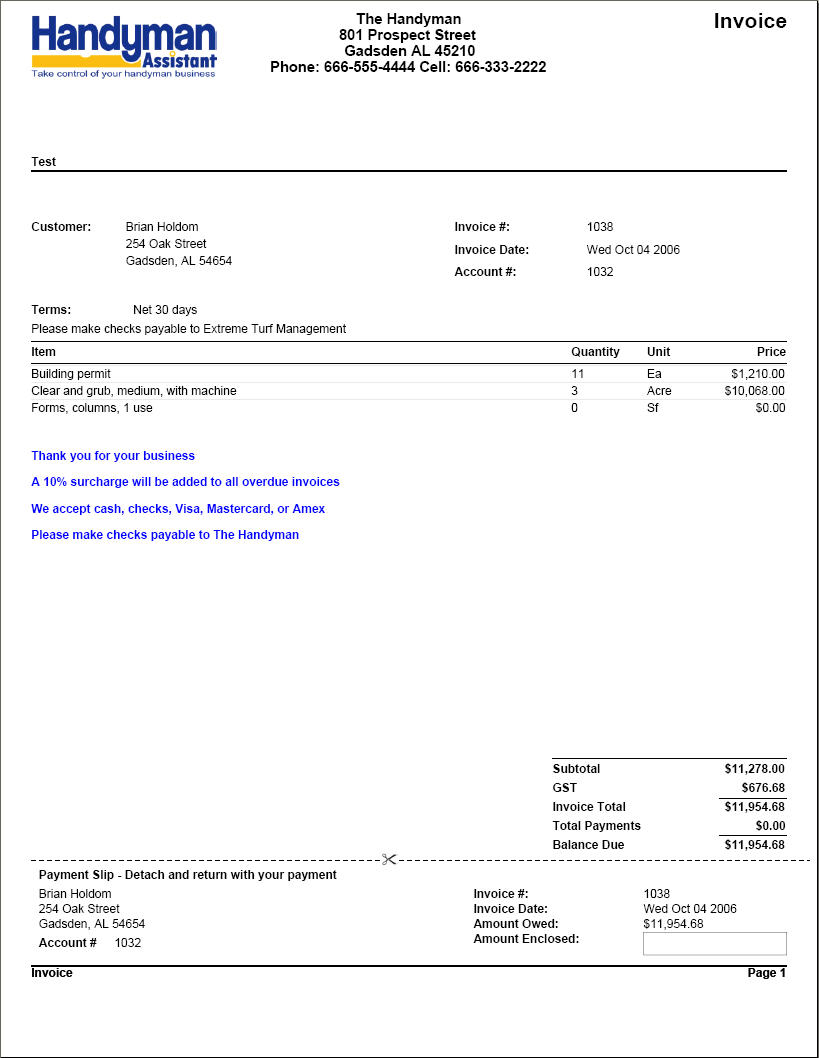 Handyman
Assistant
Take control of your handyman business
The Handyman
801 Prospect Street
Gadsden AL 45210
Phone: 666-555-4444 Cell: 666-333-2222
Invoice
Test
Customer: Brian Holdom
254 Oak Street
Gadsden, AL 54654
Invoice #: 1038
Invoice Date: Wed Oct 04 2006
Account #: 1032
Terms: Net 30 days
Please make checks payable to Extreme Turf Management
Item Quantity Unit Price
Building permit 11 Ea $1,210.00
Clear and grub, medium, with machine 3 Acre $10,068.00
Forms, columns, 1 use 0 Sf $0.00
Thank you for your business
A 10% surcharge will be added to all overdue invoices
We accept cash, checks, Visa, Mastercard, or Amex
Please make checks payable to The Handyman
Subtotal $11,278.00
GST $676.68
Invoice Total $11,954.68
Total Payments $0.00
Balance Due $11,954.68
Payment Slip - Detach and return with your payment
Brian Holdom
254 Oak Street
Gadsden, AL 54654
Account # 1032
Invoice #: 1038
Invoice Date: Wed Oct 04 2006
Amount Owed: $11,954.68
Amount Enclosed:
Invoice Page 1